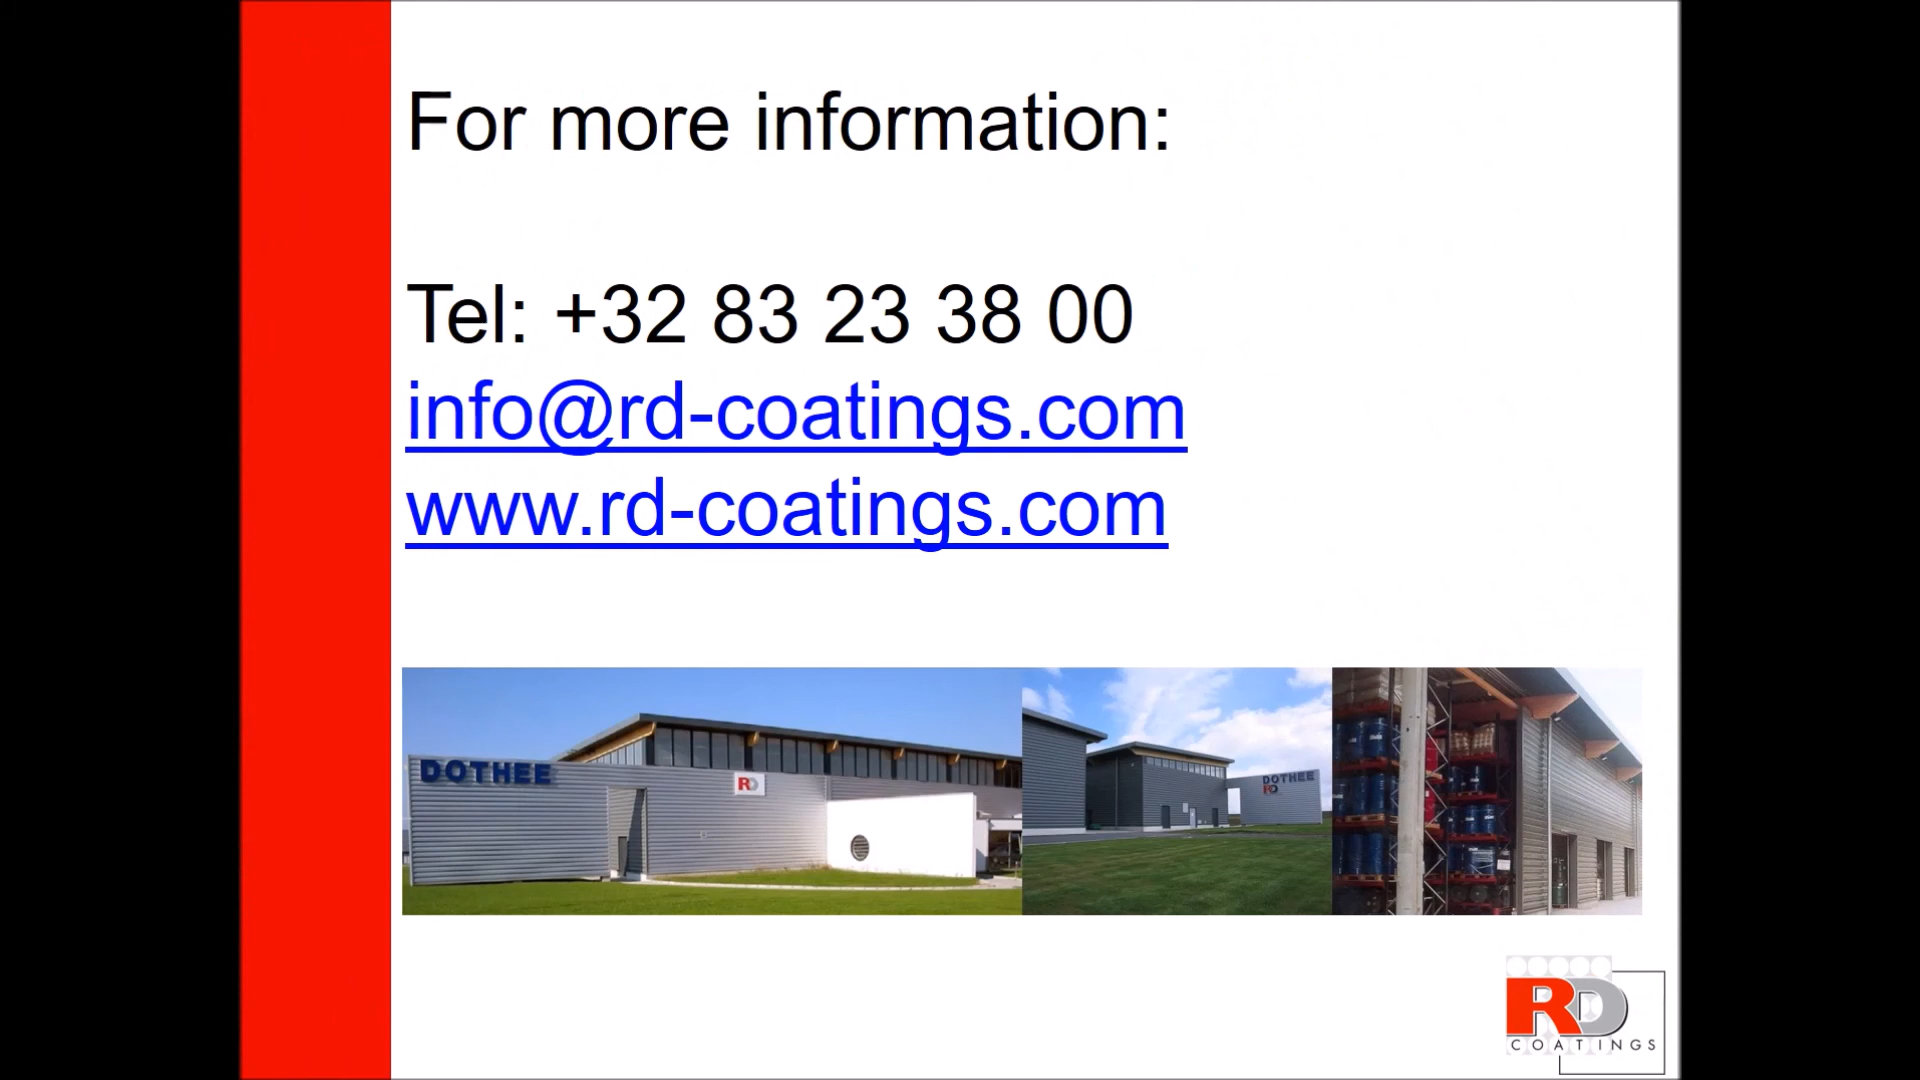 For more information:
Tel: +32 83 23 38 00
info@rd-coatings.com
www.rd-coatings.com
DOTHEE
RD
DOTHEE
RD
RD
COATINGS